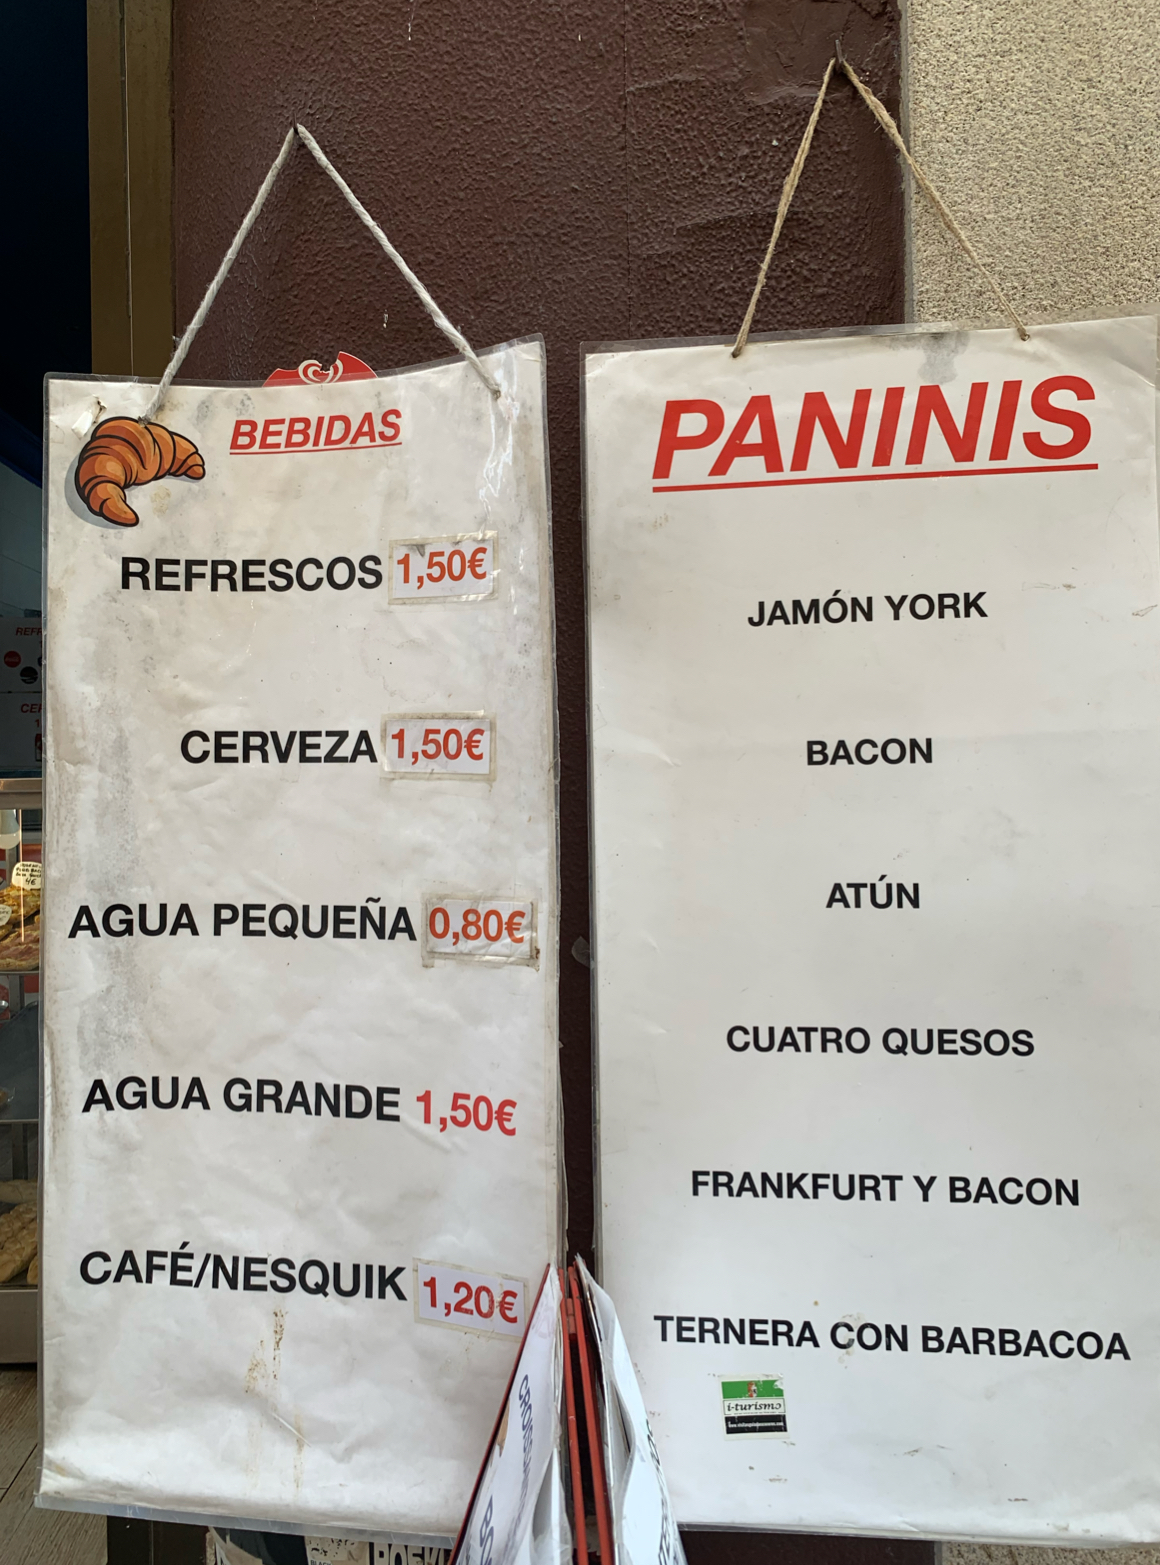 BEBIDAS
REFRESCOS 1,50€
CERVEZA 1,50€
AGUA PEQUEÑA 0,80€
AGUA GRANDE 1,50€
CAFÉ/NESQUIK 1,20€
PANINIS
JAMÓN YORK
BACON
ATÚN
CUATRO QUESOS
FRANKFURT Y BACON
TERNERA CON BARBACOA
i-turismo
4€